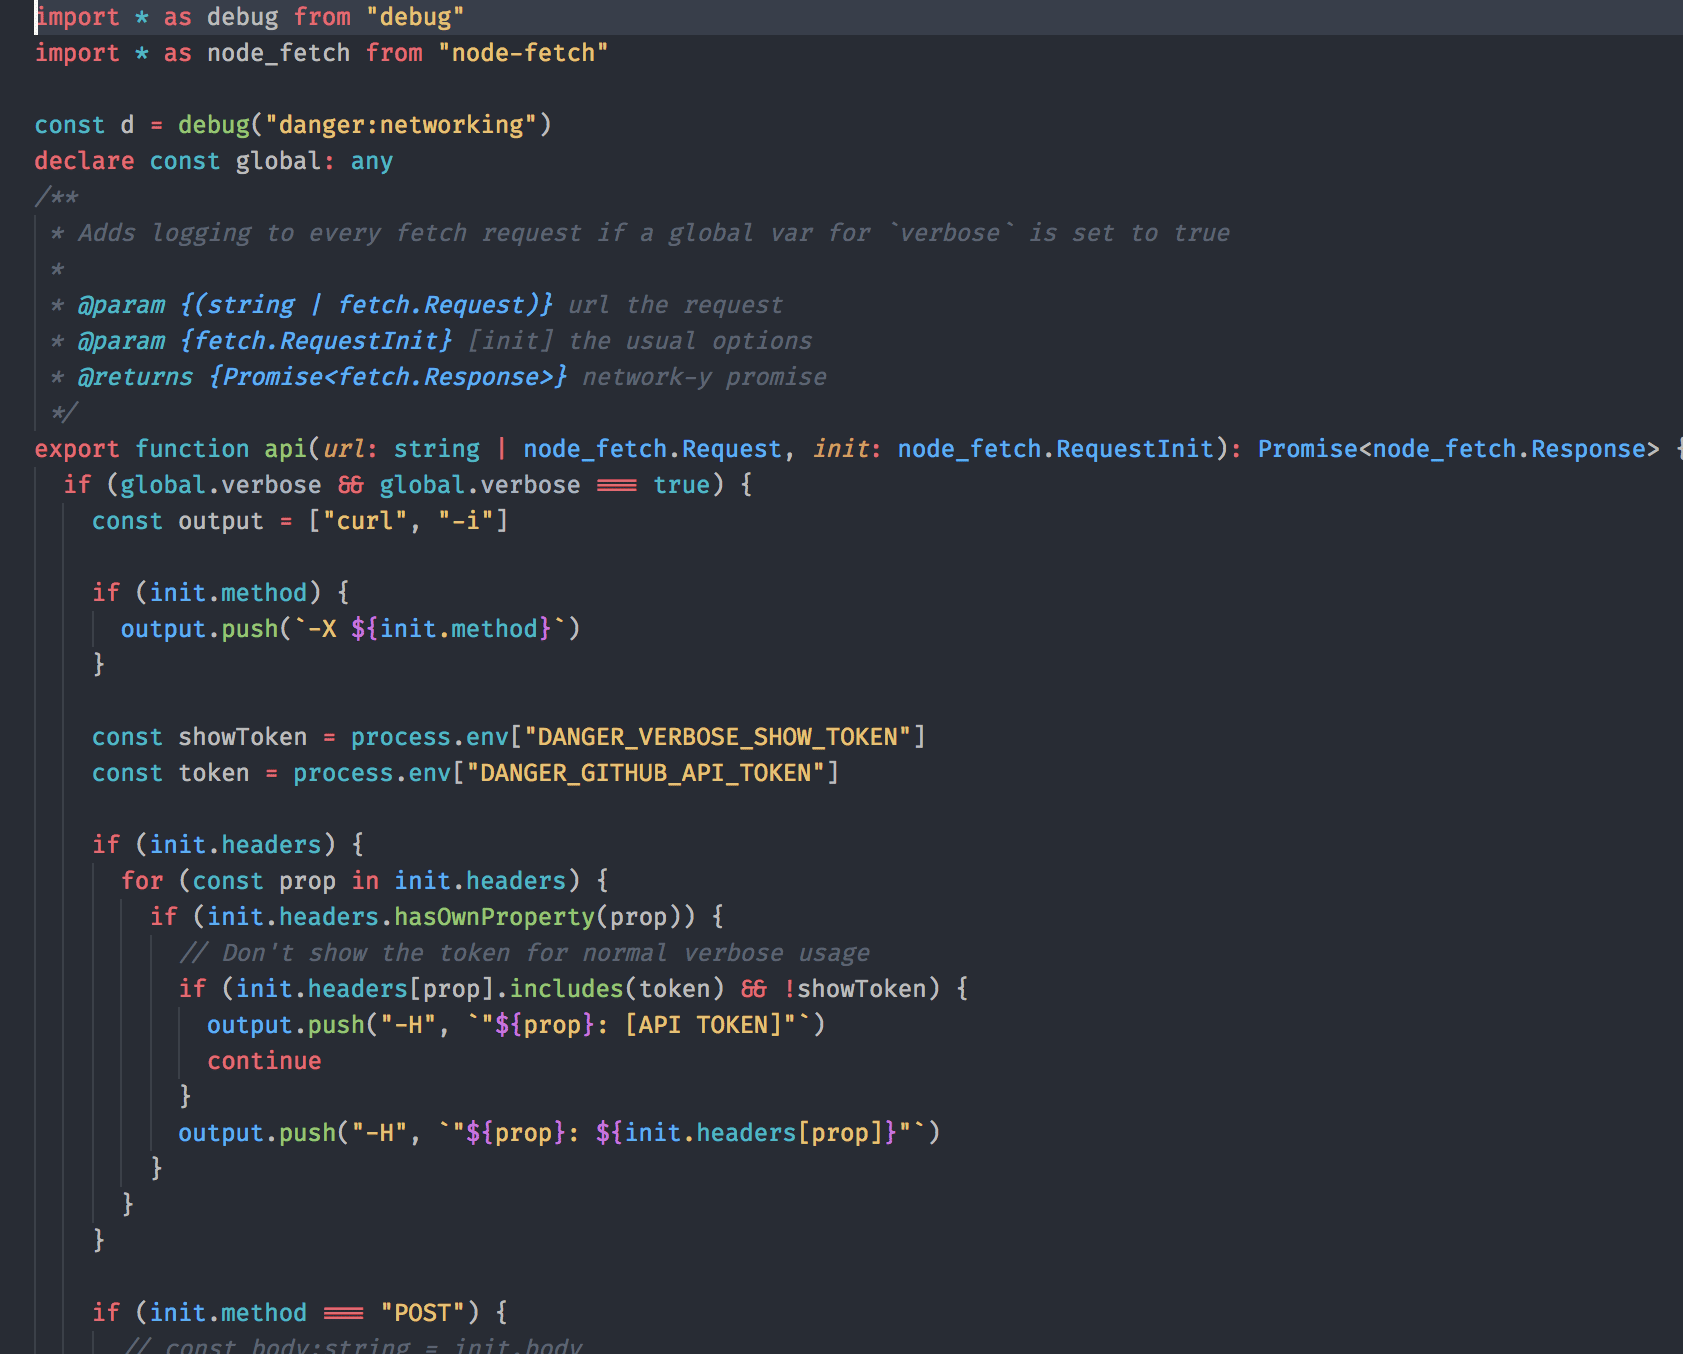 import * as debug from "debug"
import * as node_fetch from "node-fetch"
const d = debug("danger:networking")
declare const global: any
/**
* Adds logging to every fetch request if a global var for `verbose` is set to true
*
* @param {(string | fetch.Request)} url the request
* @param {fetch.RequestInit} [init] the usual options
* @returns {Promise<fetch.Response>} network-y promise
*/
export function api(url: string | node_fetch.Request, init: node_fetch.RequestInit): Promise<node_fetch.Response> {
if (global.verbose && global.verbose === true) {
const output = ["curl", "-i"]
if (init.method) {
output.push(`-X ${init.method}`)
}
const showToken = process.env["DANGER_VERBOSE_SHOW_TOKEN"]
const token = process.env["DANGER_GITHUB_API_TOKEN"]
if (init.headers) {
for (const prop in init.headers) {
if (init.headers.hasOwnProperty(prop)) {
// Don't show the token for normal verbose usage
if (init.headers[prop].includes(token) && !showToken) {
output.push("-H", `"${prop}: [API TOKEN]"`)
continue
}
output.push("-H", `"${prop}: ${init.headers[prop]}"`)
}
}
}
if (init.method === "POST") {
// const body:string = init.body